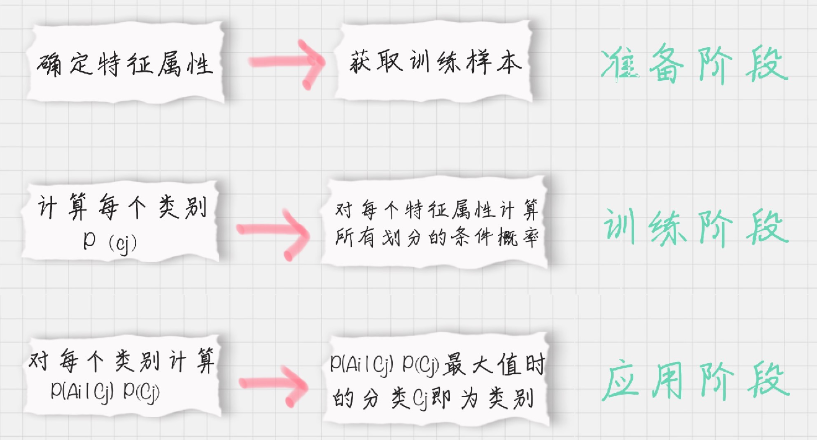 确定特征属性
获取训练样本
准备阶段
计算每个类别
P (cj)
对每个特征属性计算
所有划分的条件概率
训练阶段
对每个类别计算
P(Ai|Cj) P(Cj)
P(Ai|Cj) P(Cj)最大值时
的分类Cj即为类别
应用阶段